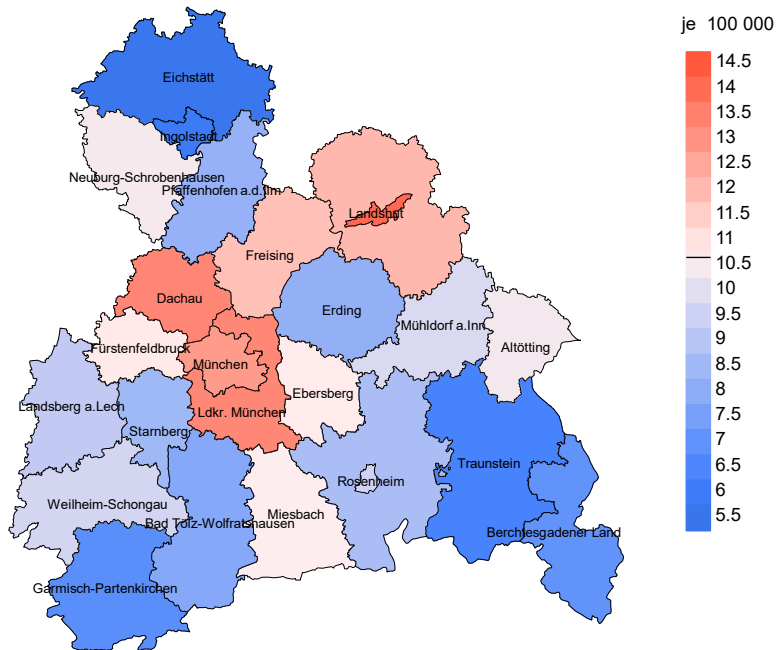 je 100 000
14.5
14
13.5
13
12.5
12
11.5
11
10.5
10
9.5
9
8.5
8
7.5
7
6.5
6
5.5
Eichstätt
Ingolstadt
Neuburg-Schrobenhausen
Pfaffenhofen a.d.Ilm
Landshut
Freising
Dachau
Erding
Mühldorf a.Inn
Altötting
Fürstenfeldbruck
München
Ebersberg
Landsberg a.Lech
Ldkr. München
Starnberg
Traunstein
Rosenheim
Weilheim-Schongau
Miesbach
Bad Tölz-Wolfratshausen
Berchtesgadener Land
Garmisch-Partenkirchen